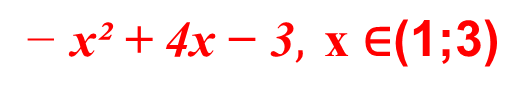 − x² + 4x − 3, x ∈(1;3)